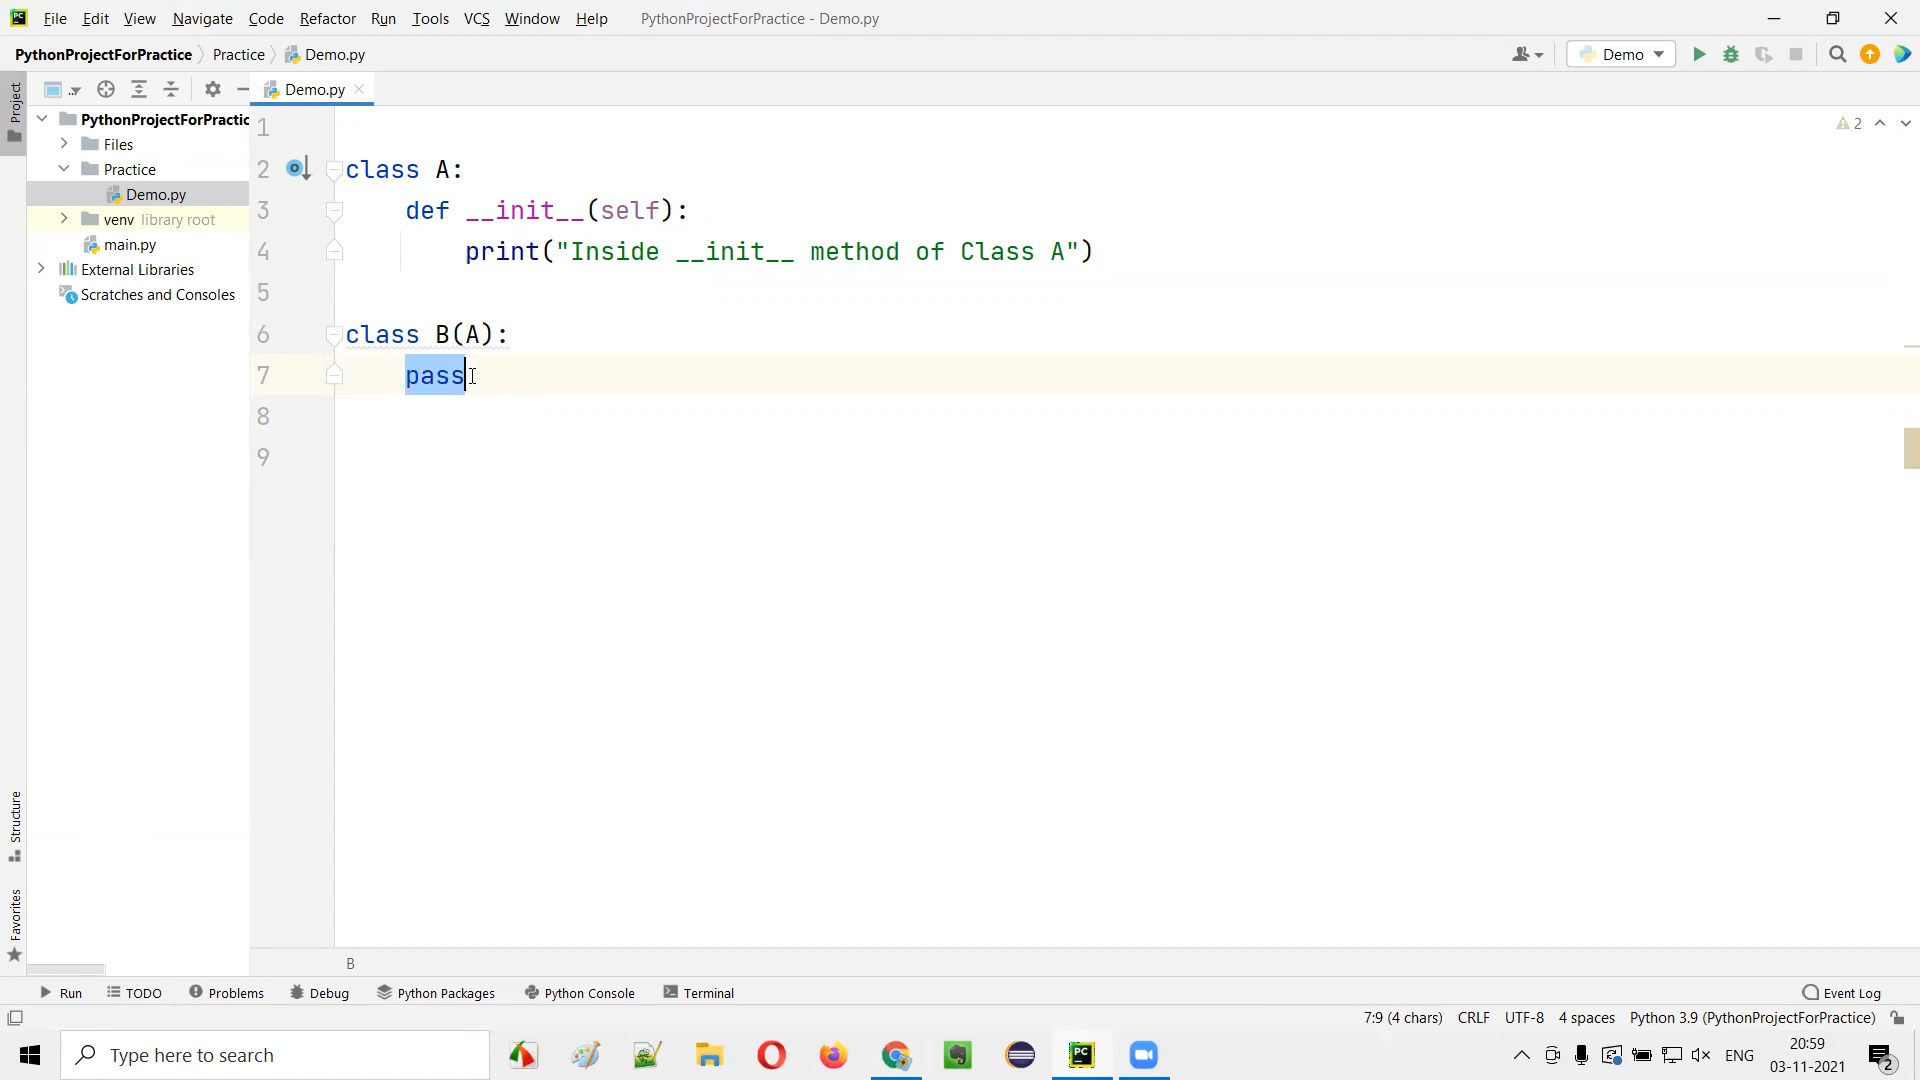 PC File Edit View Navigate Code Refactor Run Tools VCS Window Help PythonProjectForPractice - Demo.py
PythonProjectForPractice Practice Demo.py Demo
Project
Demo.py
PythonProjectForPractic
Files
Practice
Demo.py
venv library root
main.py
External Libraries
Scratches and Consoles
2
1
2 class A:
3 def __init__(self):
4 print("Inside __init__ method of Class A")
5
6 class B(A):
7 pass
8
9
Structure
Favorites
B
Run TODO Problems Debug Python Packages Python Console Terminal Event Log
7:9 (4 chars) CRLF UTF-8 4 spaces Python 3.9 (PythonProjectForPractice)
Type here to search PC ENG 20:59
03-11-2021 2